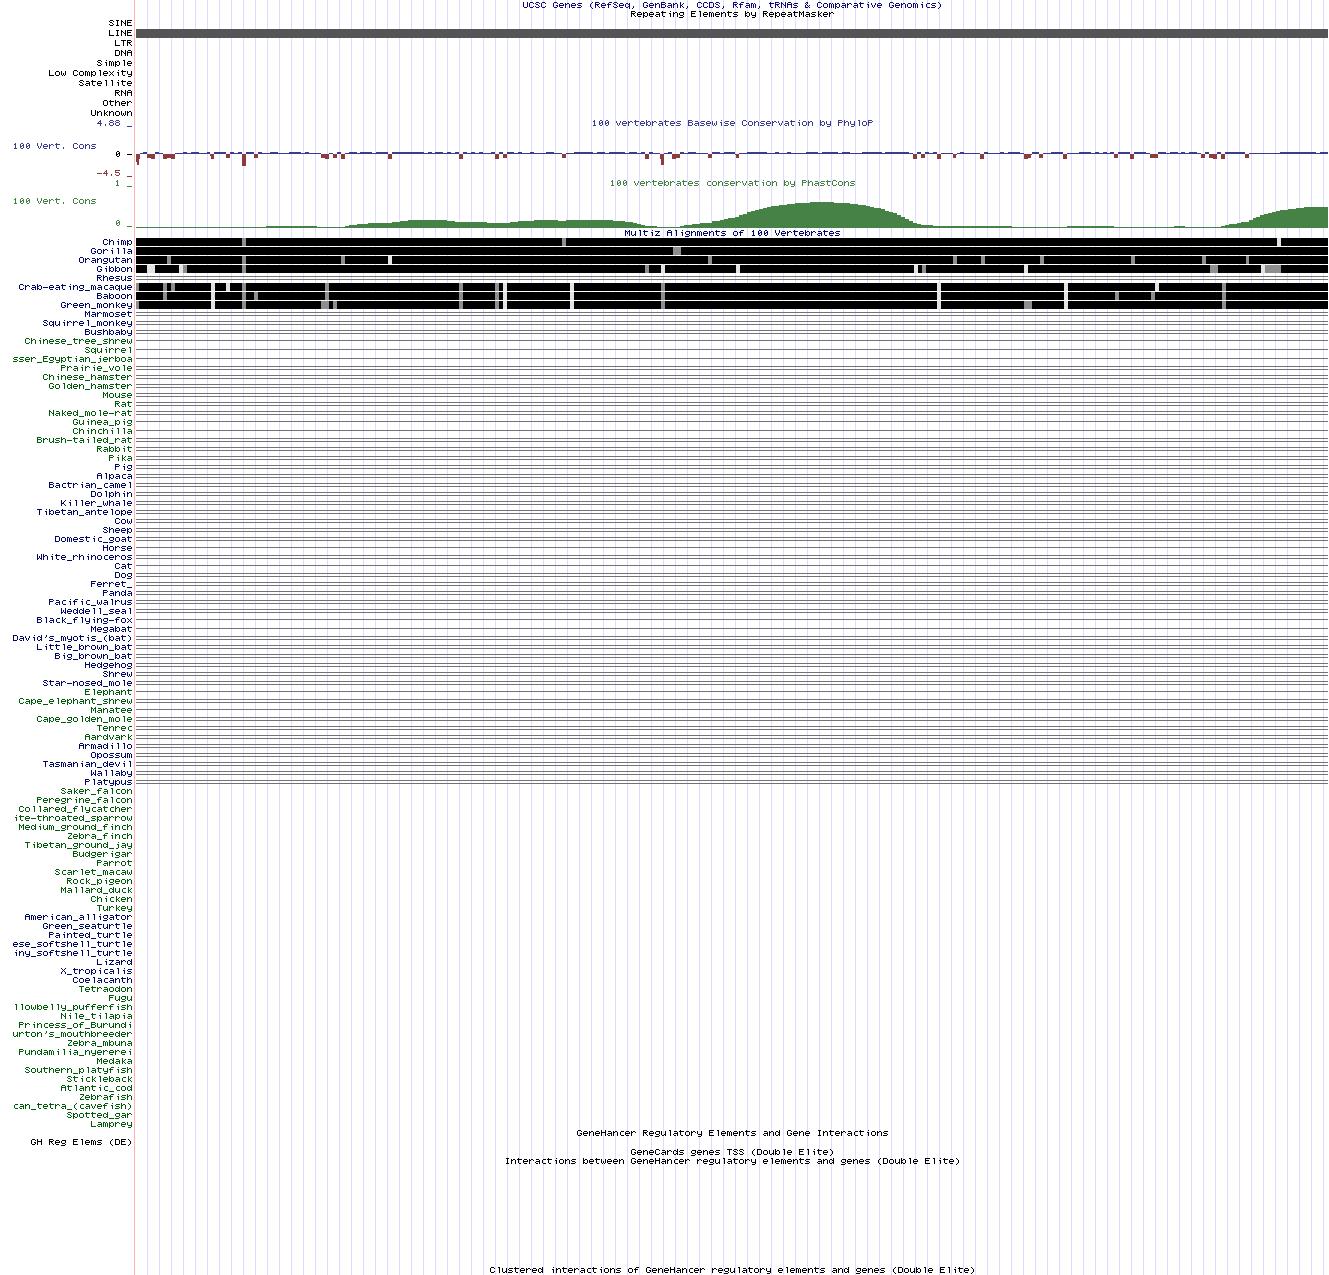 UCSC Genes (RefSeq, GenBank, CCDS, Rfam, tRNAs & Comparative Genomics)
Repeating Elements by RepeatMasker
SINE
LINE
LTR
DNA
Simple
Low Complexity
Satellite
RNA
Other
Unknown
4.88 _
100 vertebrates Basewise Conservation by PhyloP
100 Vert. Cons
0 _
-4.5 _
1 _
100 vertebrates conservation by PhastCons
100 Vert. Cons
0 _
Multiz Alignments of 100 Vertebrates
Chimp
Gorilla
Orangutan
Gibbon
Rhesus
Crab-eating_macaque
Baboon
Green_monkey
Marmoset
Squirrel_monkey
Bushbaby
Chinese_tree_shrew
Squirrel
sser_Egyptian_jerboa
Prairie_vole
Chinese_hamster
Golden_hamster
Mouse
Rat
Naked_mole-rat
Guinea_pig
Chinchilla
Brush-tailed_rat
Rabbit
Pika
Pig
Alpaca
Bactrian_camel
Dolphin
Killer_whale
Tibetan_antelope
Cow
Sheep
Domestic_goat
Horse
White_rhinoceros
Cat
Dog
Ferret_
Panda
Pacific_walrus
Weddell_seal
Black_flying-fox
Megabat
David's_myotis_(bat)
Little_brown_bat
Big_brown_bat
Hedgehog
Shrew
Star-nosed_mole
Elephant
Cape_elephant_shrew
Manatee
Cape_golden_mole
Tenrec
Aardvark
Armadillo
Opossum
Tasmanian_devil
Wallaby
Platypus
Saker_falcon
Peregrine_falcon
Collared_flycatcher
ite-throated_sparrow
Medium_ground_finch
Zebra_finch
Tibetan_ground_jay
Budgerigar
Parrot
Scarlet_macaw
Rock_pigeon
Mallard_duck
Chicken
Turkey
American_alligator
Green_seaturtle
Painted_turtle
ese_softshell_turtle
iny_softshell_turtle
Lizard
X_tropicalis
Coelacanth
Tetraodon
Fugu
llowbelly_pufferfish
Nile_tilapia
Princess_of_Burundi
urton's_mouthbreeder
Zebra_mbuna
Pundamilia_nyererei
Medaka
Southern_platyfish
Stickleback
Atlantic_cod
Zebrafish
can_tetra_(cavefish)
Spotted_gar
Lamprey
GeneHancer Regulatory Elements and Gene Interactions
GH Reg Elems (DE)
GeneCards genes TSS (Double Elite)
Interactions between GeneHancer regulatory elements and genes (Double Elite)
Clustered interactions of GeneHancer regulatory elements and genes (Double Elite)